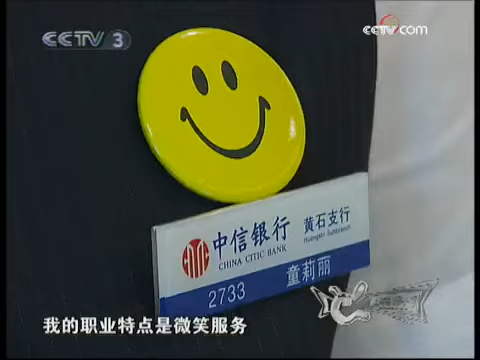 CCTV 3
cctv.com
中信银行 黄石支行
CHINA CITIC BANK Huangshi Subbranch
2733 童莉丽
我的职业特点是微笑服务